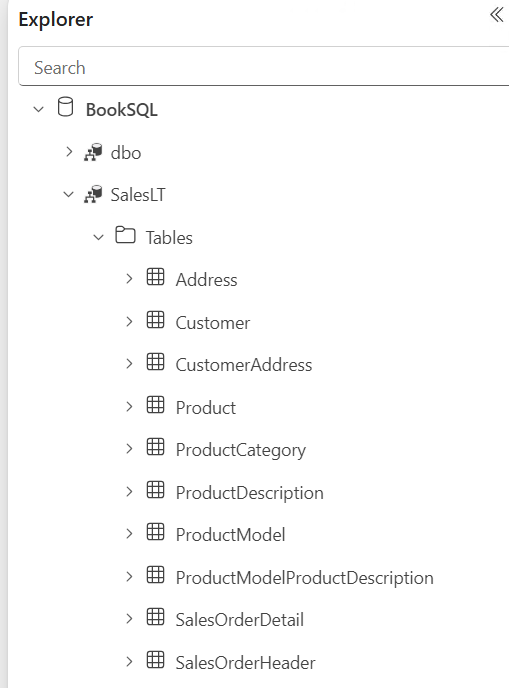 Explorer
Search
BookSQL
dbo
SalesLT
Tables
Address
Customer
CustomerAddress
Product
ProductCategory
ProductDescription
ProductModel
ProductModelProductDescription
SalesOrderDetail
SalesOrderHeader